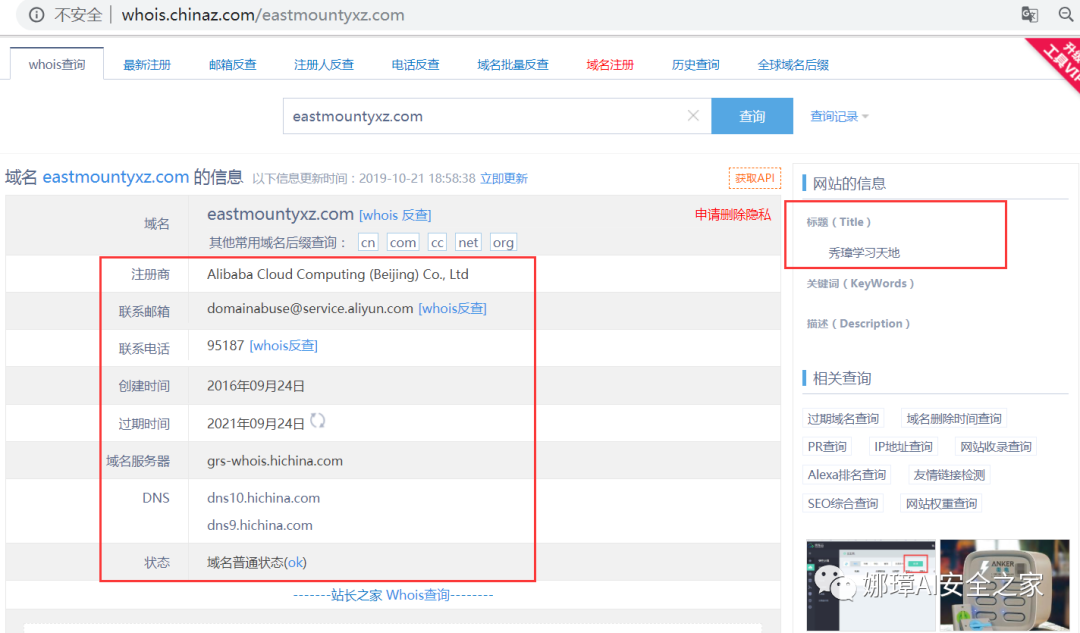 不安全 whois.chinaz.com/eastmountyxz.com
升级
工具VIP
whois查询 最新注册 邮箱反查 注册人反查 电话反查 域名批量反查 域名注册 历史查询 全球域名后缀
eastmountyxz.com 查询 查询记录
域名 eastmountyxz.com 的信息 以下信息更新时间：2019-10-21 18:58:38 立即更新 获取API
域名 eastmountyxz.com [whois 反查] 申请删除隐私
其他常用域名后缀查询： cn com cc net org
注册商 Alibaba Cloud Computing (Beijing) Co., Ltd
联系邮箱 domainabuse@service.aliyun.com [whois反查]
联系电话 95187 [whois反查]
创建时间 2016年09月24日
过期时间 2021年09月24日
域名服务器 grs-whois.hichina.com
DNS dns10.hichina.com
dns9.hichina.com
状态 域名普通状态(ok)
-------站长之家 Whois查询--------
网站的信息
标题（Title）
秀璋学习天地
关键词（KeyWords）
描述（Description）
相关查询
过期域名查询 域名删除时间查询
PR查询 IP地址查询 网站收录查询
Alexa排名查询 友情链接检测
SEO综合查询 网站权重查询
ANKER
娜璋AI安全之家